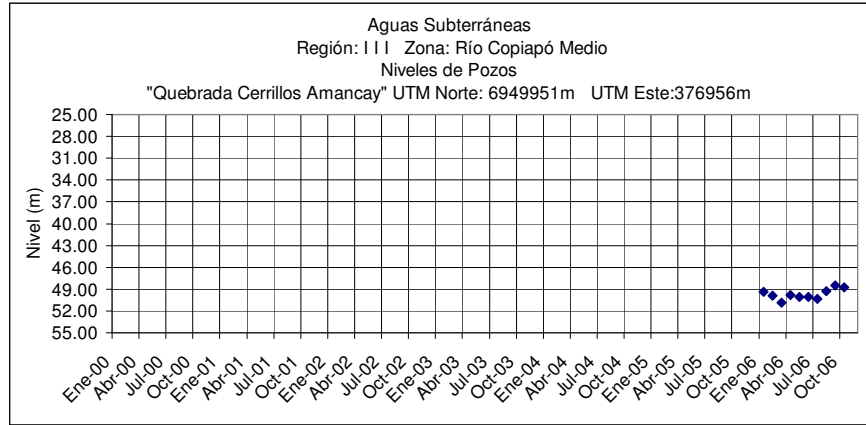 Aguas Subterráneas
Región: I I I   Zona: Río Copiapó Medio
Niveles de Pozos
"Quebrada Cerrillos Amancay" UTM Norte: 6949951m   UTM Este:376956m
Nivel (m)
25.00
28.00
31.00
34.00
37.00
40.00
43.00
46.00
49.00
52.00
55.00
Ene-00
Abr-00
Jul-00
Oct-00
Ene-01
Abr-01
Jul-01
Oct-01
Ene-02
Abr-02
Jul-02
Oct-02
Ene-03
Abr-03
Jul-03
Oct-03
Ene-04
Abr-04
Jul-04
Oct-04
Ene-05
Abr-05
Jul-05
Oct-05
Ene-06
Abr-06
Jul-06
Oct-06